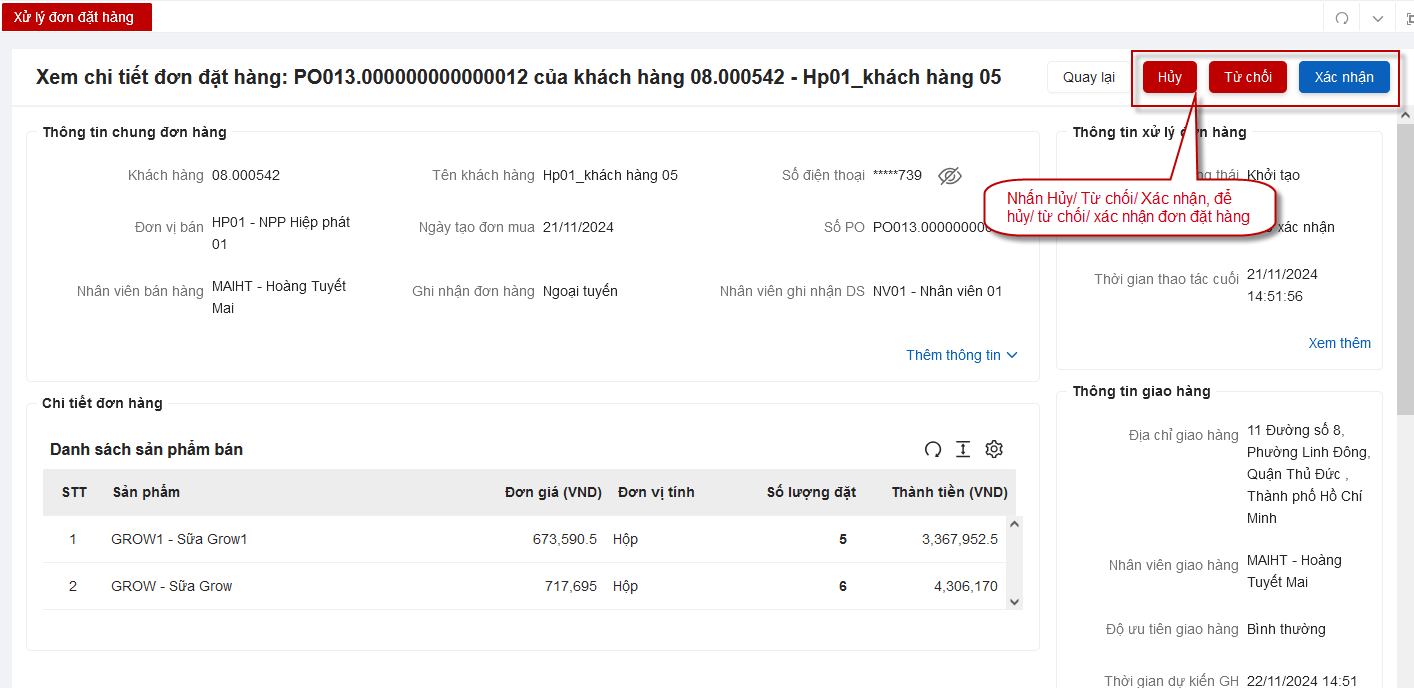 Xử lý đơn đặt hàng
Xem chi tiết đơn đặt hàng: PO013.000000000000012 của khách hàng 08.000542 - Hp01_khách hàng 05
Quay lại
Hủy
Từ chối
Xác nhận
Thông tin chung đơn hàng
Khách hàng 08.000542
Tên khách hàng Hp01_khách hàng 05
Số điện thoại *****739
Đơn vị bán HP01 - NPP Hiệp phát
01
Ngày tạo đơn mua 21/11/2024
Số PO PO013.00000000
Nhân viên bán hàng MAIHT - Hoàng Tuyết
Mai
Ghi nhận đơn hàng Ngoại tuyến
Nhân viên ghi nhận DS NV01 - Nhân viên 01
Thêm thông tin
Thông tin xử lý đơn hàng
thái Khởi tạo
Nhấn Hủy/ Từ chối/ Xác nhận, để
hủy/ từ chối/ xác nhận đơn đặt hàng
xác nhận
Thời gian thao tác cuối 21/11/2024
14:51:56
Xem thêm
Chi tiết đơn hàng
Danh sách sản phẩm bán
STT Sản phẩm Đơn giá (VND) Đơn vị tính Số lượng đặt Thành tiền (VND)
1 GROW1 - Sữa Grow1 673,590.5 Hộp 5 3,367,952.5
2 GROW - Sữa Grow 717,695 Hộp 6 4,306,170
Thông tin giao hàng
Địa chỉ giao hàng 11 Đường số 8,
Phường Linh Đông,
Quận Thủ Đức ,
Thành phố Hồ Chí
Minh
Nhân viên giao hàng MAIHT - Hoàng
Tuyết Mai
Độ ưu tiên giao hàng Bình thường
Thời gian dự kiến GH 22/11/2024 14:51